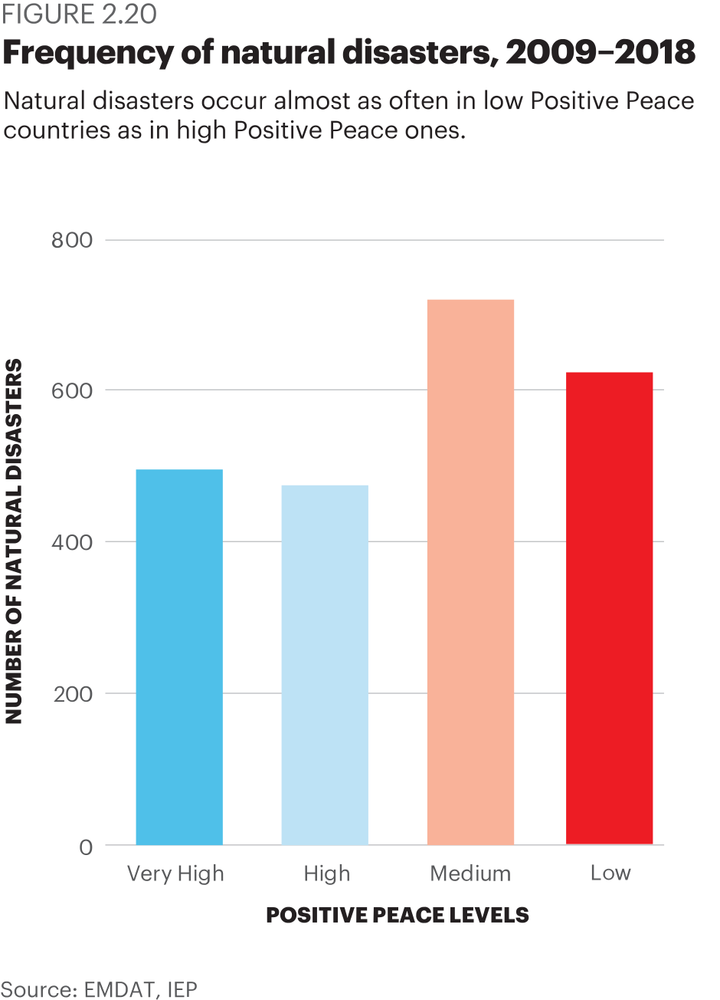 FIGURE 2.20
Frequency of natural disasters, 2009–2018
Natural disasters occur almost as often in low Positive Peace
countries as in high Positive Peace ones.
800
600
400
200
0
NUMBER OF NATURAL DISASTERS
Very High
High
Medium
Low
POSITIVE PEACE LEVELS
Source: EMDAT, IEP